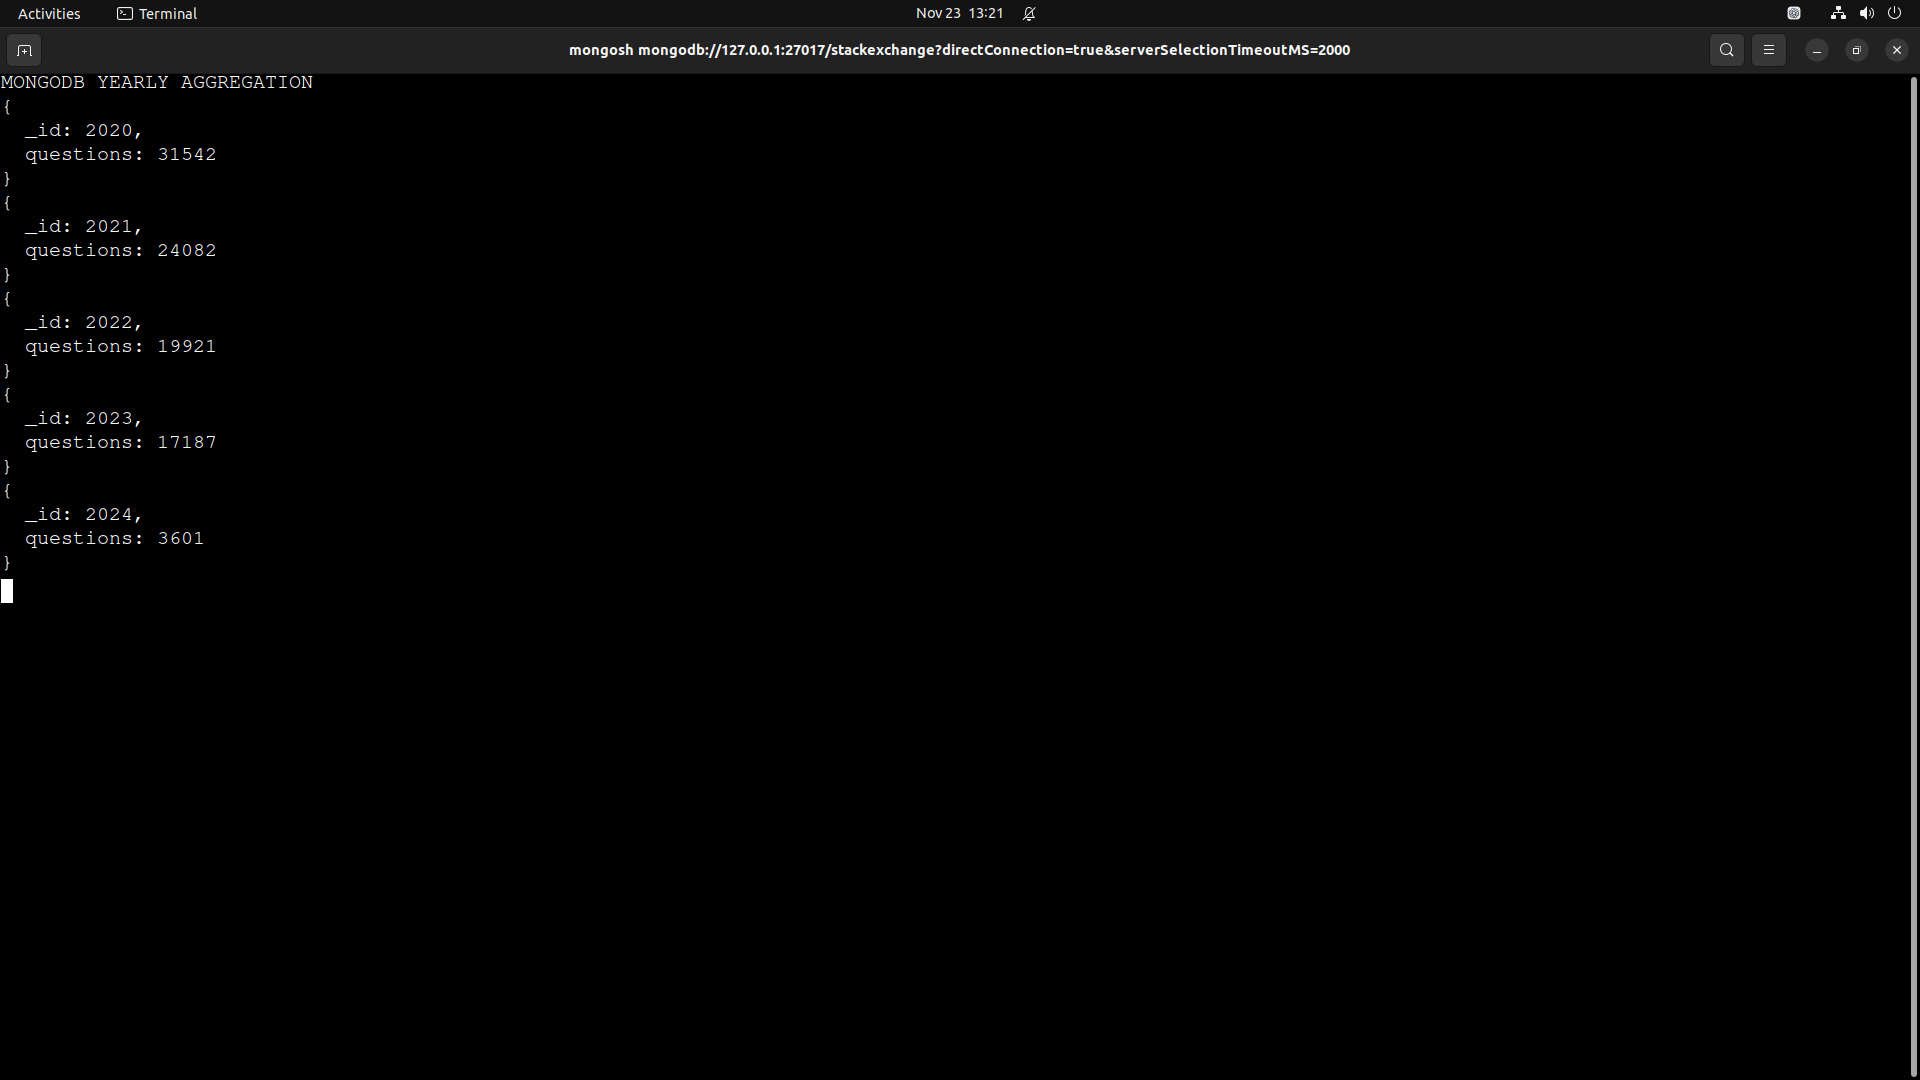 Activities
Terminal
Nov 23 13:21
mongosh mongodb://127.0.0.1:27017/stackexchange?directConnection=true&serverSelectionTimeoutMS=2000
MONGODB YEARLY AGGREGATION
{
  _id: 2020,
  questions: 31542
}
{
  _id: 2021,
  questions: 24082
}
{
  _id: 2022,
  questions: 19921
}
{
  _id: 2023,
  questions: 17187
}
{
  _id: 2024,
  questions: 3601
}